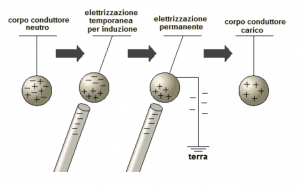 corpo conduttore
neutro
elettrizzazione
temporanea
per induzione
elettrizzazione
permanente
corpo conduttore
carico
terra